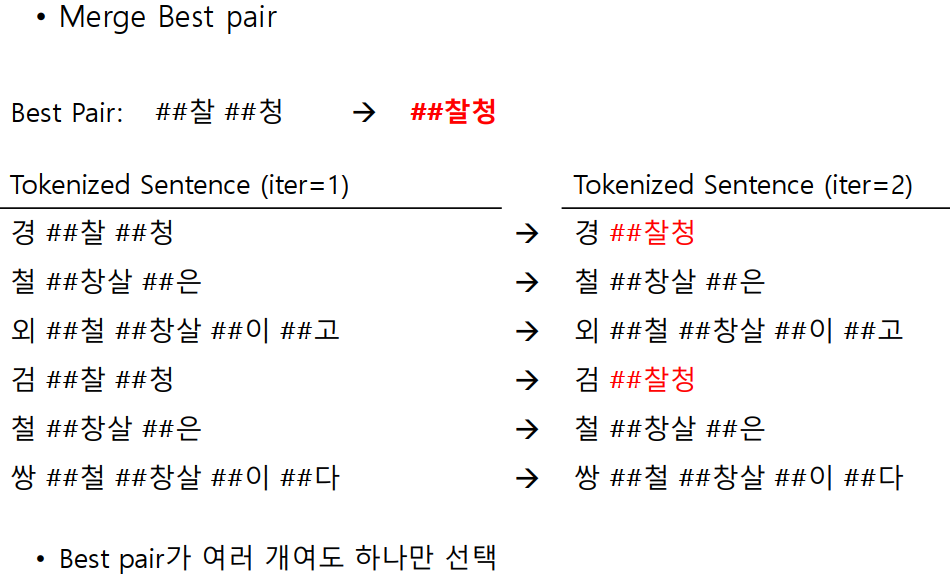 • Merge Best pair
Best Pair: ##찰 ##청 → ##찰청
Tokenized Sentence (iter=1) Tokenized Sentence (iter=2)
경 ##찰 ##청 → 경 ##찰청
철 ##창살 ##은 → 철 ##창살 ##은
외 ##철 ##창살 ##이 ##고 → 외 ##철 ##창살 ##이 ##고
검 ##찰 ##청 → 검 ##찰청
철 ##창살 ##은 → 철 ##창살 ##은
쌍 ##철 ##창살 ##이 ##다 → 쌍 ##철 ##창살 ##이 ##다
• Best pair가 여러 개여도 하나만 선택